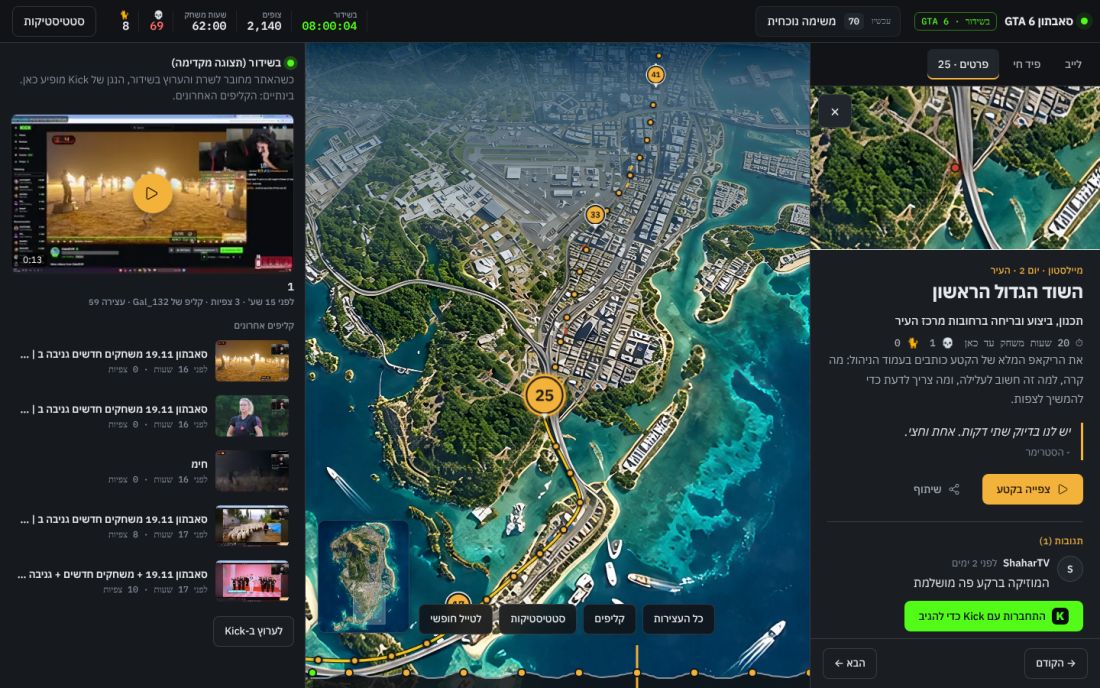 סאבתון GTA 6
בשידור · GTA 6
עכשיו 70 משימה נוכחית
בשידור 08:00:04
צופים 2,140
שעות משחק 62:00
💀 69
🐈 8
סטטיסטיקות
לייב
פיד חי
פרטים · 25
×
מיילסטון · יום 2 · העיר
השוד הגדול הראשון
תכנון, ביצוע ובריחה ברחובות מרכז העיר
20 שעות משחק עד כאן 💀 1 🐈 0
את הריקאפ המלא של הקטע כותבים בעמוד הניהול: מה
קרה, למה זה חשוב לעלילה, ומה צריך לדעת כדי
להמשיך לצפות.
יש לנו בדיוק שתי דקות. אחת וחצי.
- הסטרימר
צפייה בקטע
שיתוף
תגובות (1)
S
ShaharTV לפני 2 ימים
המוזיקה ברקע פה מושלמת
K התחברות עם Kick כדי להגיב
→ הקודם
הבא ←
41
33
25
כל העצירות
קליפים
סטטיסטיקות
לטייל חופשי
בשידור (תצוגה מקדימה)
כשהאתר מחובר לשרת והערוץ בשידור, הנגן של Kick מופיע כאן.
בינתיים: הקליפים האחרונים.
0:13
1
לפני 15 שע' · 3 צפיות · קליפ של Gal_132 · עצירה 59
קליפים אחרונים
סאבתון 19.11 משחקים חדשים גניבה ב | ...
לפני 16 שעות · 0 צפיות
סאבתון 19.11 משחקים חדשים גניבה ב | ...
לפני 16 שעות · 0 צפיות
חימ
לפני 16 שעות · 0 צפיות
סאבתון 19.11 משחקים חדשים גניבה ב | ...
לפני 17 שעות · 8 צפיות
סאבתון 19.11 + משחקים חדשים + גניבה ...
לפני 17 שעות · 10 צפיות
לערוץ ב-Kick